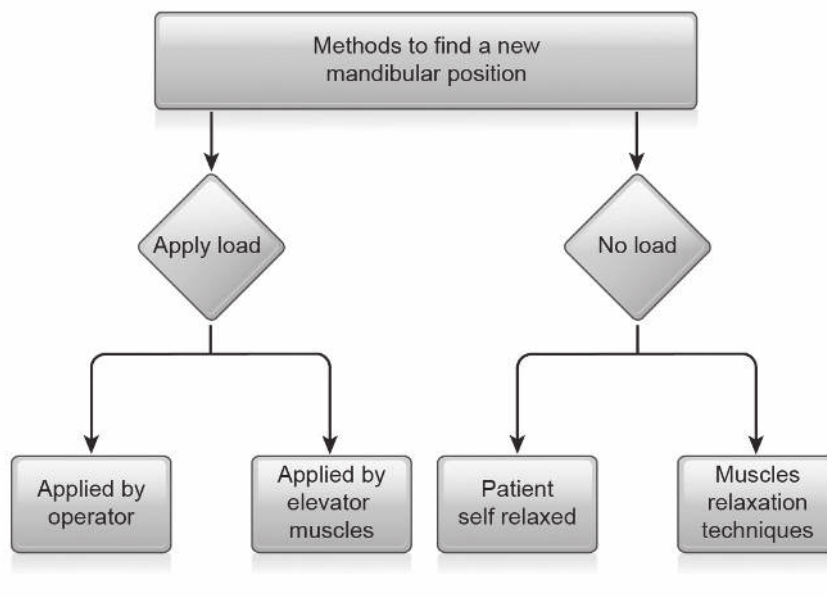 Methods to find a new
mandibular position
Apply load
No load
Applied by
operator
Applied by
elevator
muscles
Patient
self relaxed
Muscles
relaxation
techniques